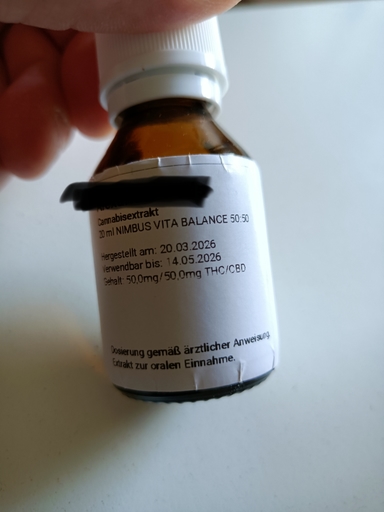 Cannabisextrakt
20 ml NIMBUS VITA BALANCE 50:50
Hergestellt am: 20.03.2026
Verwendbar bis: 14.05.2026
Gehalt: 50,0mg/50,0mg THC/CBD
Dosierung gemäß ärztlicher Anweisung.
Extrakt zur oralen Einnahme.